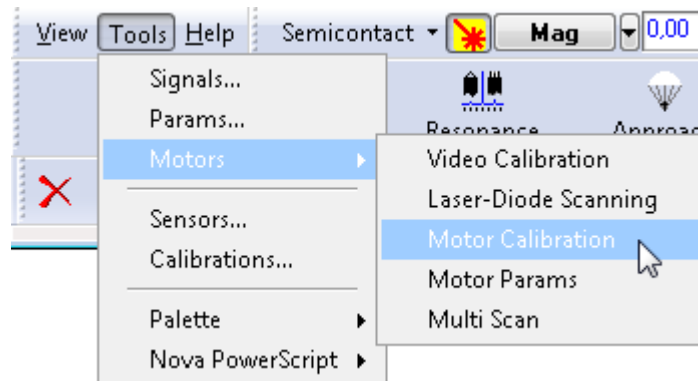 View Tools Help Semicontact Mag 0,00
Signals...
Params...
Resonance
Motors
Video Calibration
Laser-Diode Scanning
Sensors...
Motor Calibration
Calibrations...
Motor Params
Palette
Multi Scan
Nova PowerScript